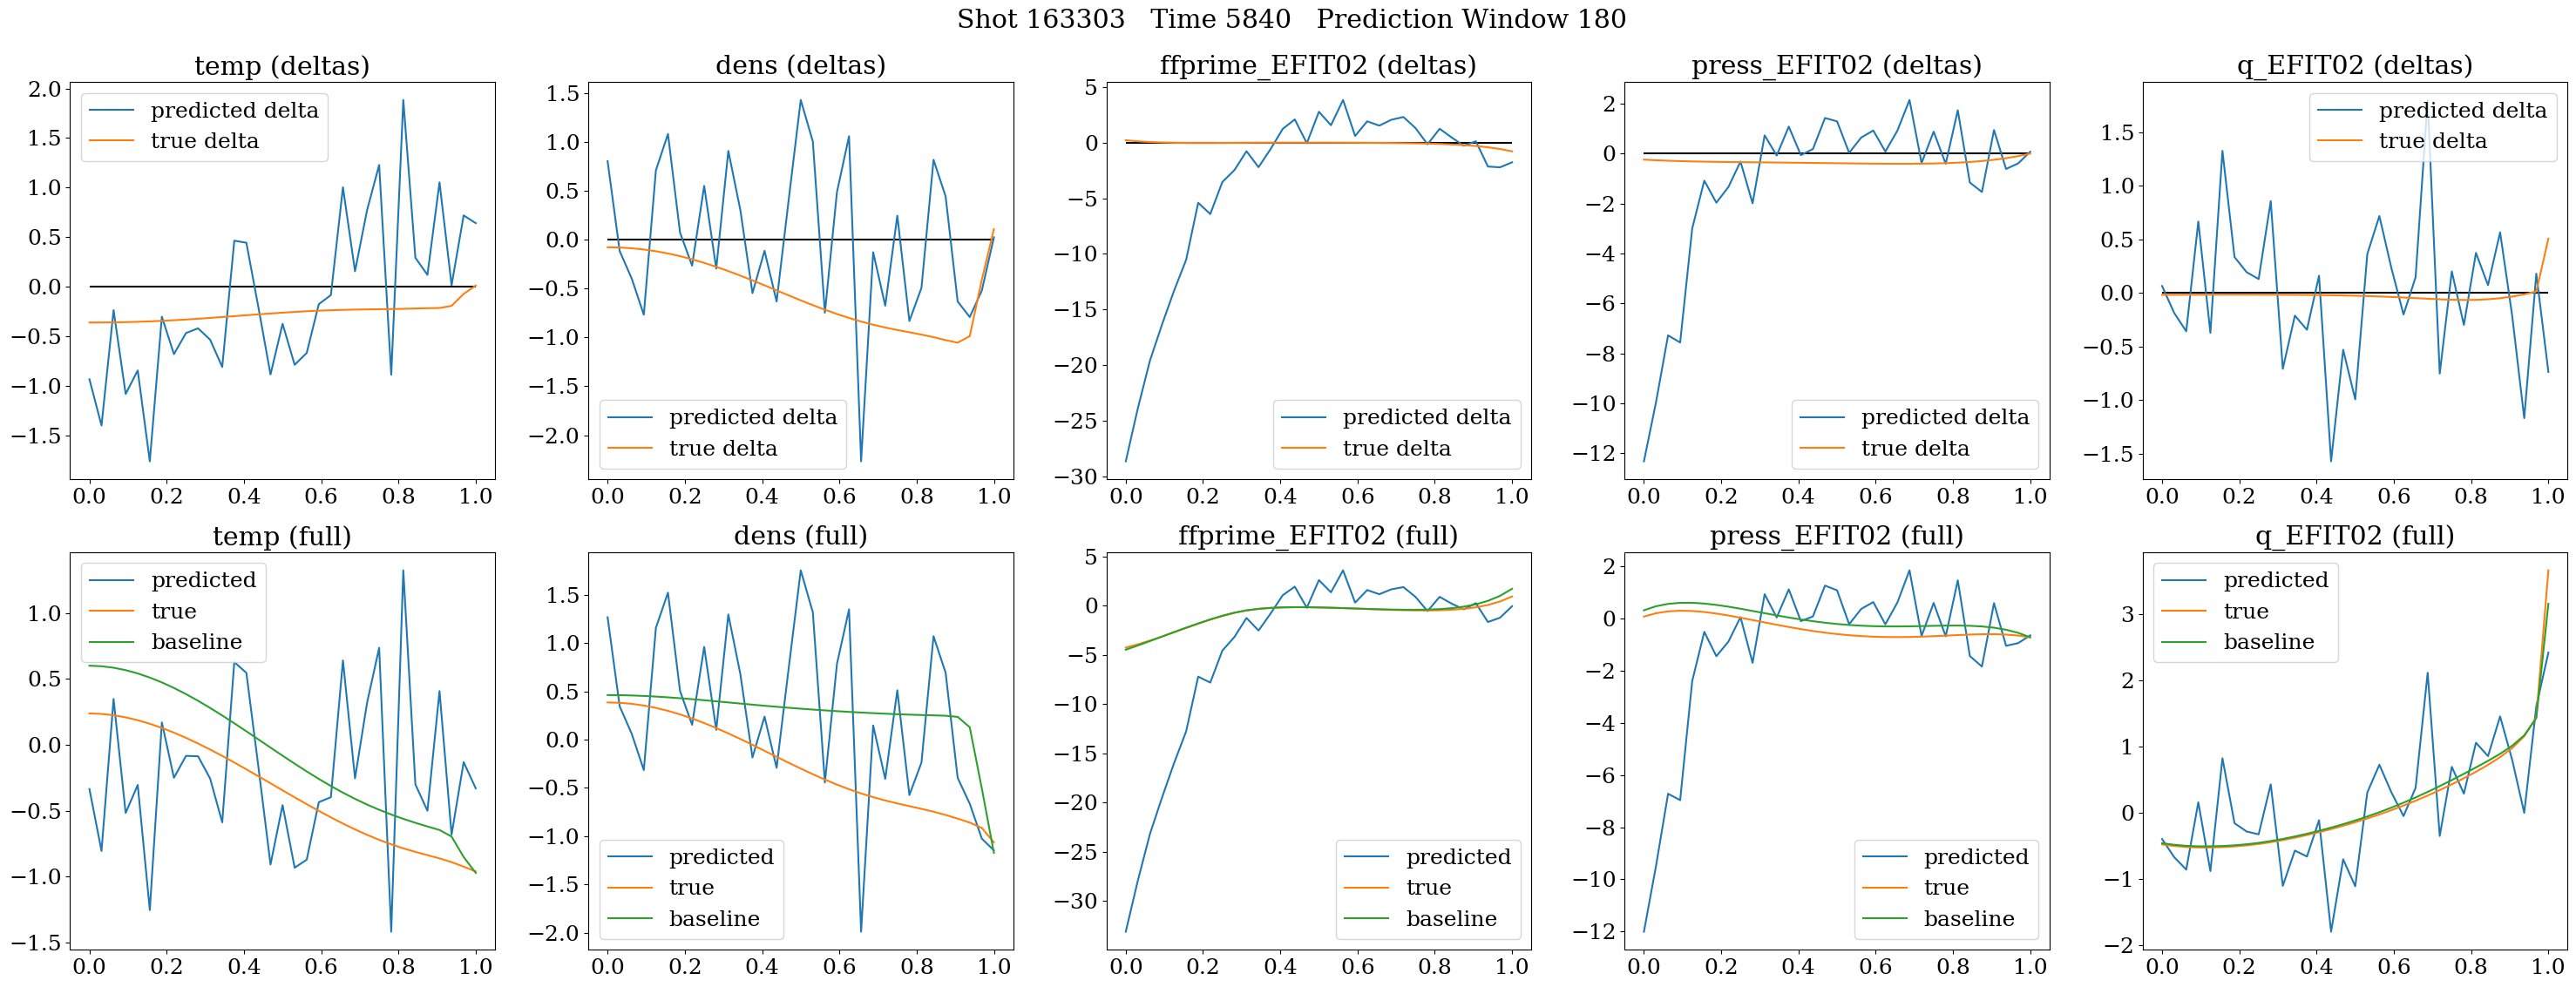 Shot 163303   Time 5840   Prediction Window 180
temp (deltas)
2.0
1.5
1.0
0.5
0.0
−0.5
−1.0
−1.5
predicted delta
true delta
0.0 0.2 0.4 0.6 0.8 1.0
dens (deltas)
1.5
1.0
0.5
0.0
−0.5
−1.0
−1.5
−2.0
predicted delta
true delta
0.0 0.2 0.4 0.6 0.8 1.0
ffprime_EFIT02 (deltas)
5
0
−5
−10
−15
−20
−25
−30
predicted delta
true delta
0.0 0.2 0.4 0.6 0.8 1.0
press_EFIT02 (deltas)
2
0
−2
−4
−6
−8
−10
−12
predicted delta
true delta
0.0 0.2 0.4 0.6 0.8 1.0
q_EFIT02 (deltas)
1.5
1.0
0.5
0.0
−0.5
−1.0
−1.5
predicted delta
true delta
0.0 0.2 0.4 0.6 0.8 1.0
temp (full)
1.0
0.5
0.0
−0.5
−1.0
−1.5
predicted
true
baseline
0.0 0.2 0.4 0.6 0.8 1.0
dens (full)
1.5
1.0
0.5
0.0
−0.5
−1.0
−1.5
−2.0
predicted
true
baseline
0.0 0.2 0.4 0.6 0.8 1.0
ffprime_EFIT02 (full)
5
0
−5
−10
−15
−20
−25
−30
predicted
true
baseline
0.0 0.2 0.4 0.6 0.8 1.0
press_EFIT02 (full)
2
0
−2
−4
−6
−8
−10
−12
predicted
true
baseline
0.0 0.2 0.4 0.6 0.8 1.0
q_EFIT02 (full)
3
2
1
0
−1
−2
predicted
true
baseline
0.0 0.2 0.4 0.6 0.8 1.0